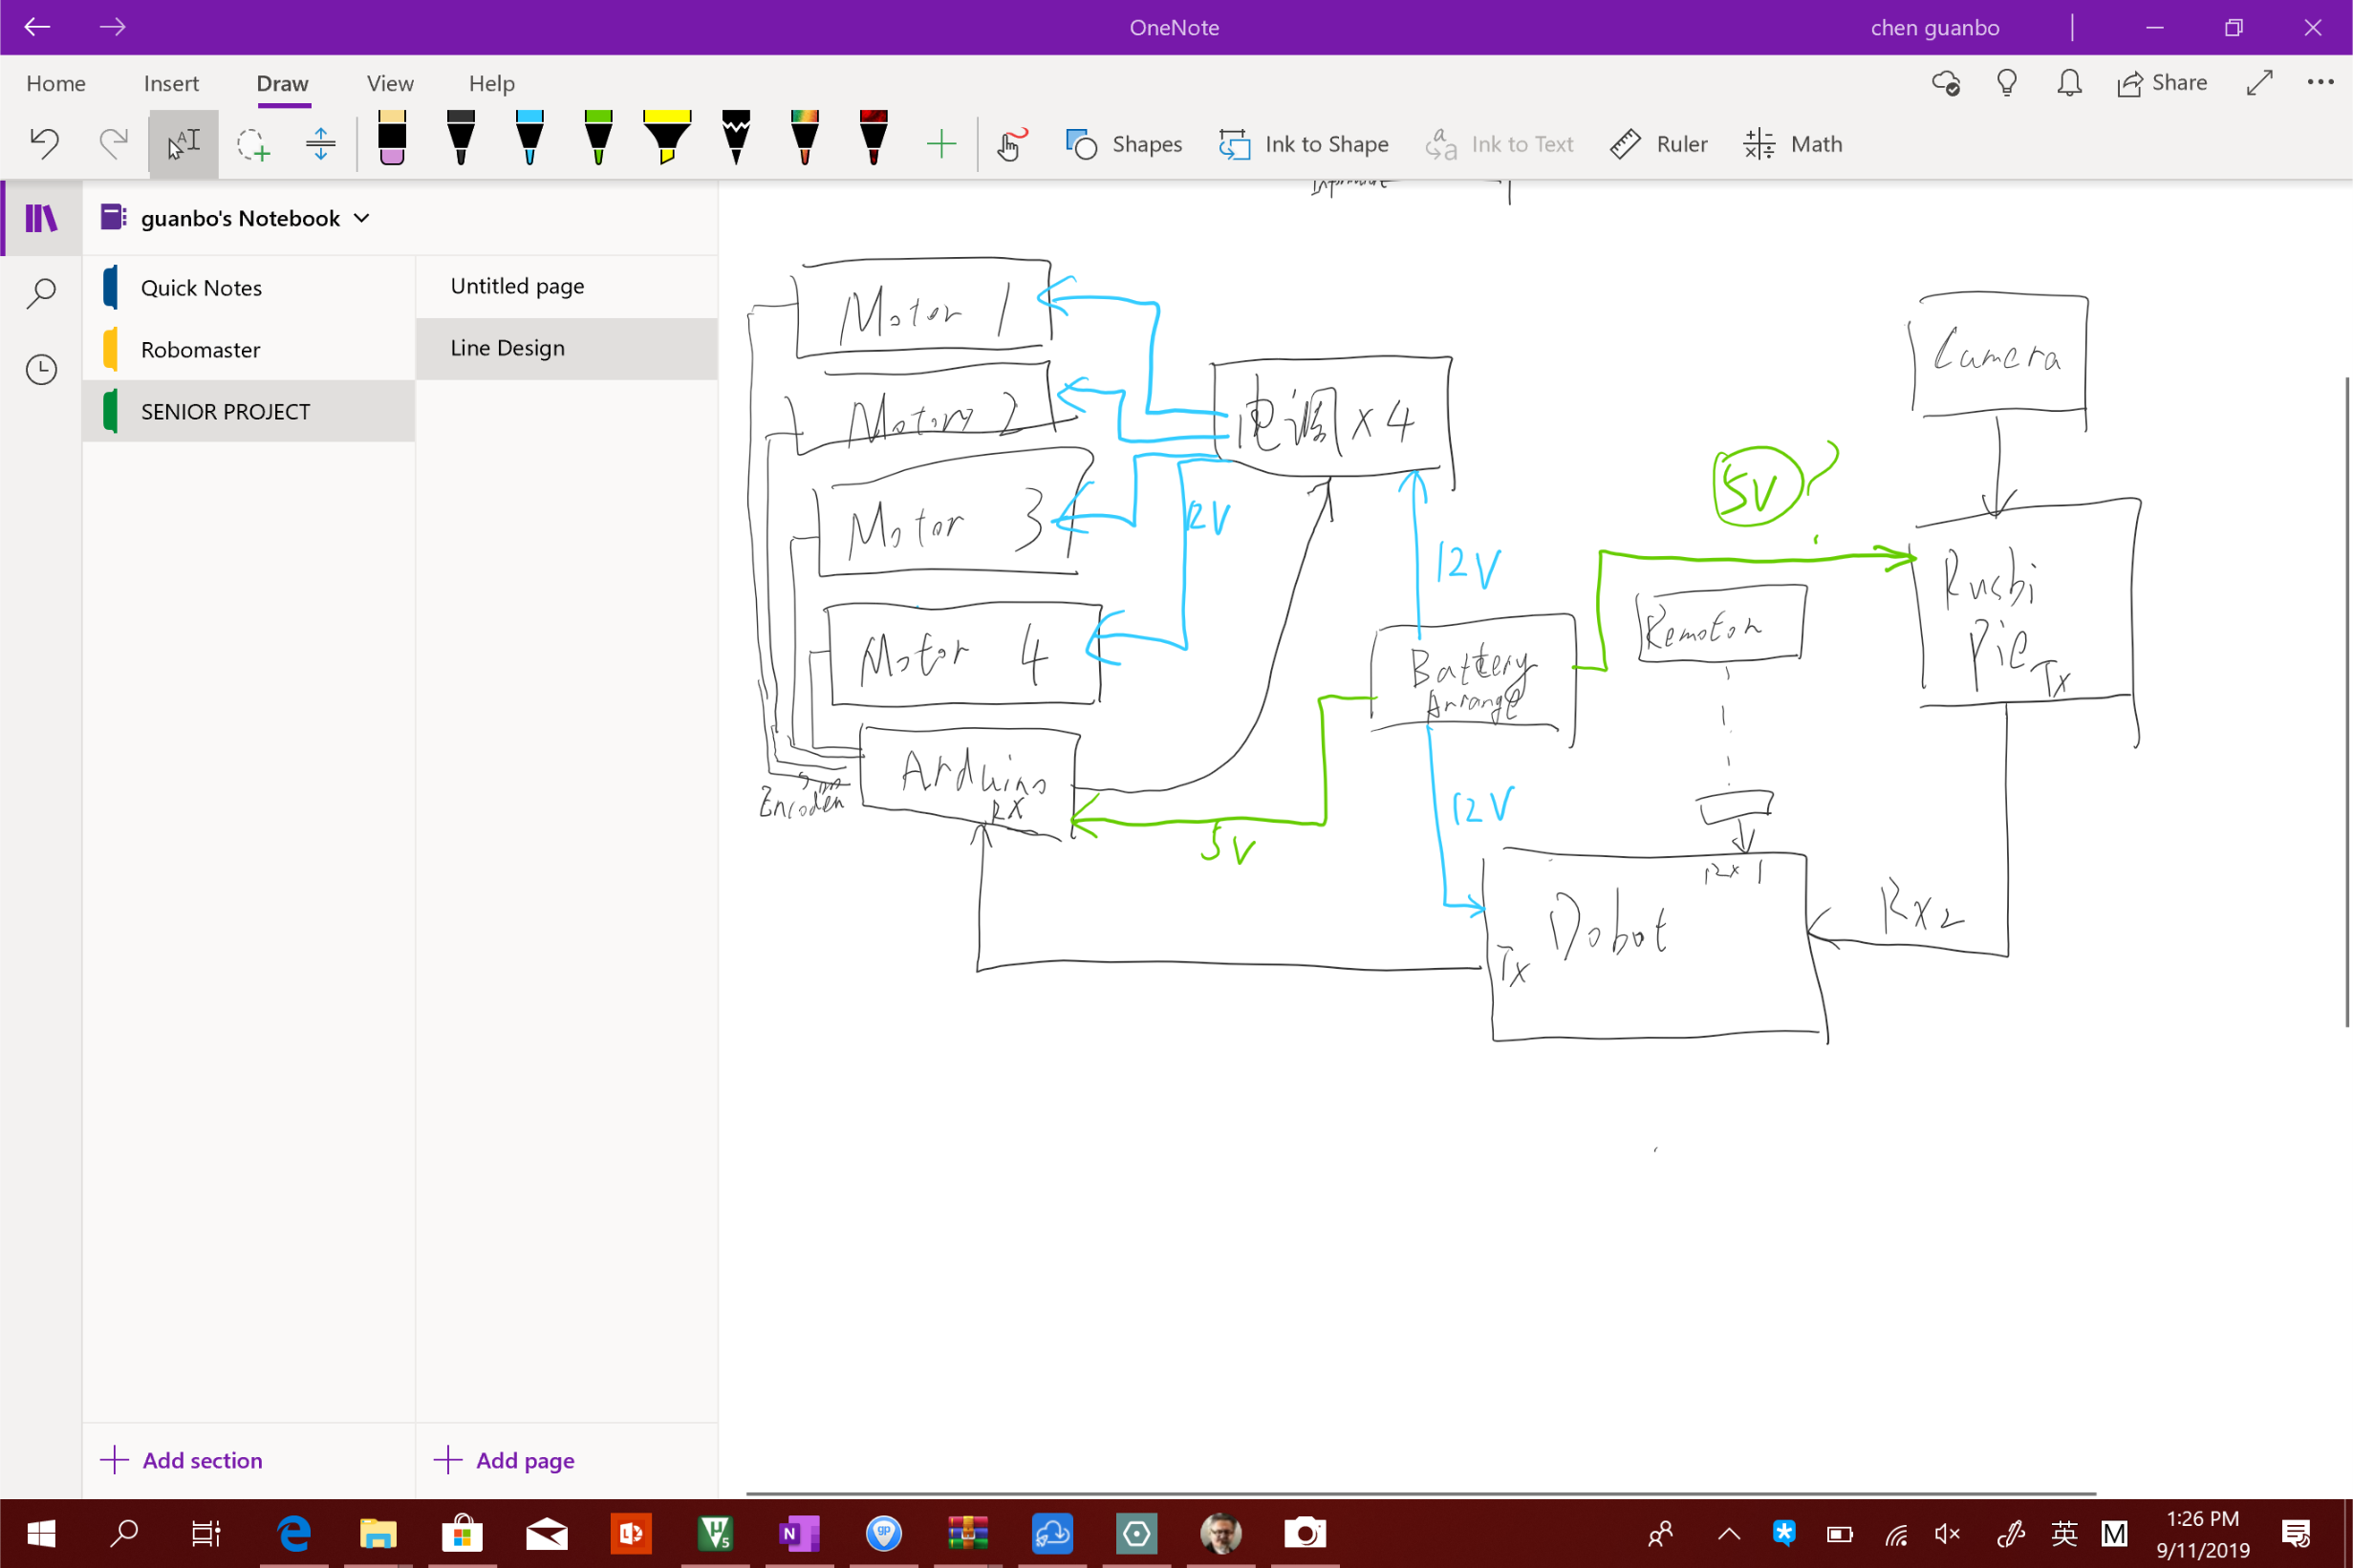 OneNote
chen guanbo
Home Insert Draw View Help
Share
Shapes Ink to Shape Ink to Text Ruler Math
guanbo's Notebook
Quick Notes
Robomaster
SENIOR PROJECT
Untitled page
Line Design
Motor 1
Motor 2
Motor 3
Motor 4
电调 x 4
12V
12V
12V
5V ?
5V
Camera
Rusbi
Pie
Tx
Remoton
Battery
Arrange
Arduino
RX
Encoder
Rx 1
Dobot
Tx
Rx2
Add section
Add page
英
M
1:26 PM
9/11/2019